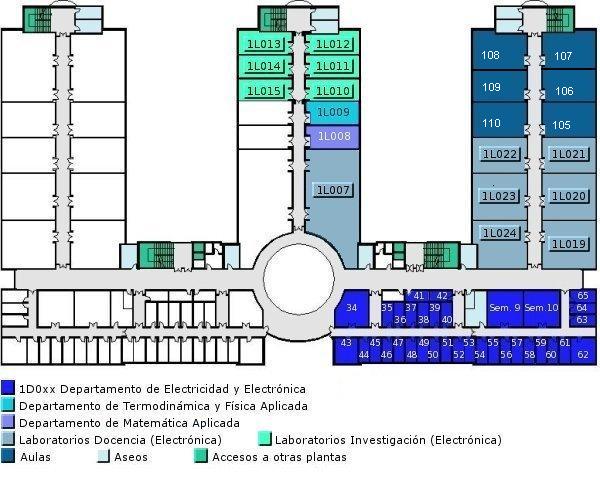 1L013 1L012
1L014 1L011
1L015 1L010
1L009
1L008
1L007
108 107
109 106
110 105
1L022 1L021
1L023 1L020
1L024 1L019
41 42 65
34 35 37 39 Sem. 9 Sem 10 64
36 38 40 63
43 45 47 49 51 53 55 57 59 61
44 46 48 50 52 54 56 58 60 62
1D0xx Departamento de Electricidad y Electrónica
Departamento de Termodinámica y Física Aplicada
Departamento de Matemática Aplicada
Laboratorios Docencia (Electrónica) Laboratorios Investigación (Electrónica)
Aulas Aseos Accesos a otras plantas